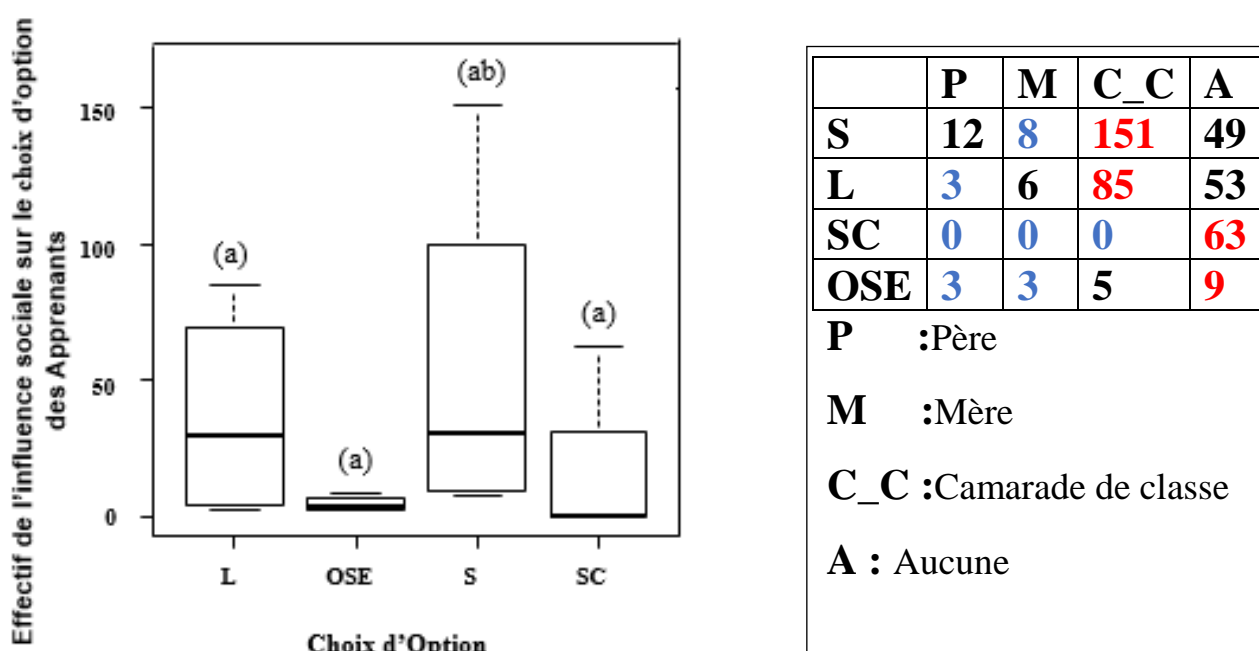 Effectif de l'influence sociale sur le choix d'option
des Apprenants
150
100
50
0
(a)
(a)
(ab)
(a)
L OSE S SC
Choix d'Option
P M C_C A
S 12 8 151 49
L 3 6 85 53
SC 0 0 0 63
OSE 3 3 5 9
P :Père
M :Mère
C_C :Camarade de classe
A : Aucune